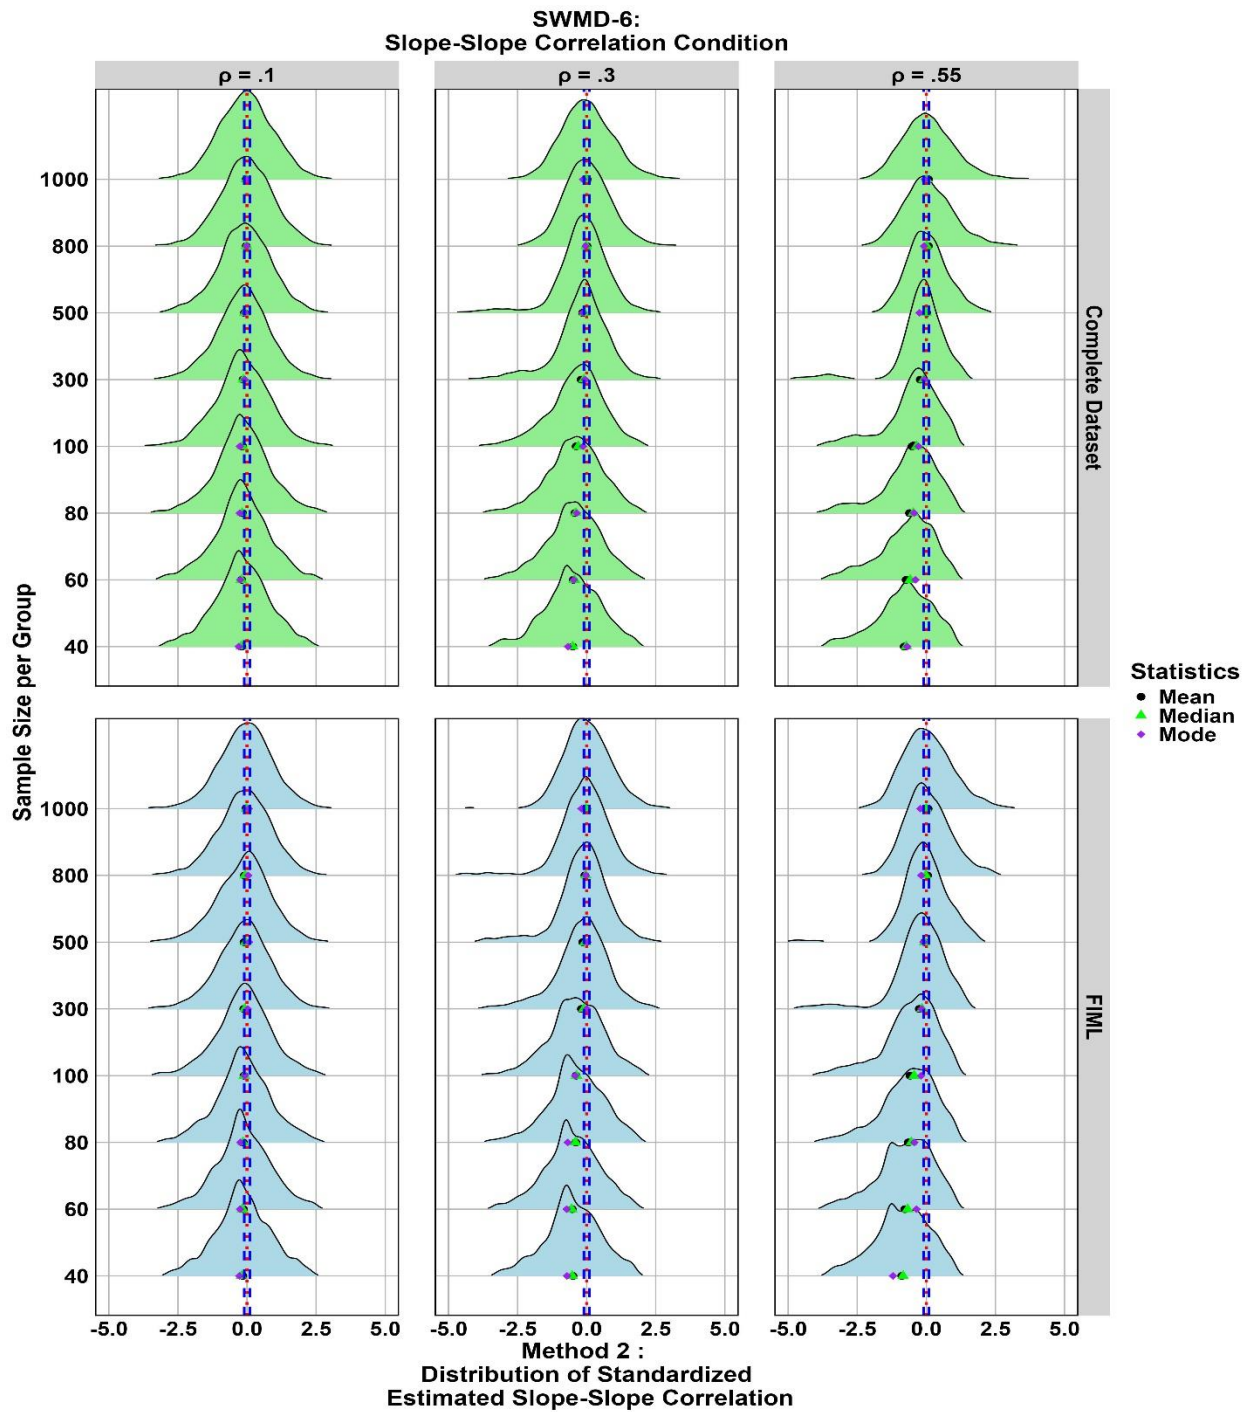 SWMD-6:
Slope-Slope Correlation Condition
ρ = .1
ρ = .3
ρ = .55
Sample Size per Group
1000
800
500
300
100
80
60
40
Complete Dataset
1000
800
500
300
100
80
60
40
FIML
Statistics
Mean
Median
Mode
-5.0 -2.5 0.0 2.5 5.0
-5.0 -2.5 0.0 2.5 5.0
-5.0 -2.5 0.0 2.5 5.0
Method 2 :
Distribution of Standardized
Estimated Slope-Slope Correlation